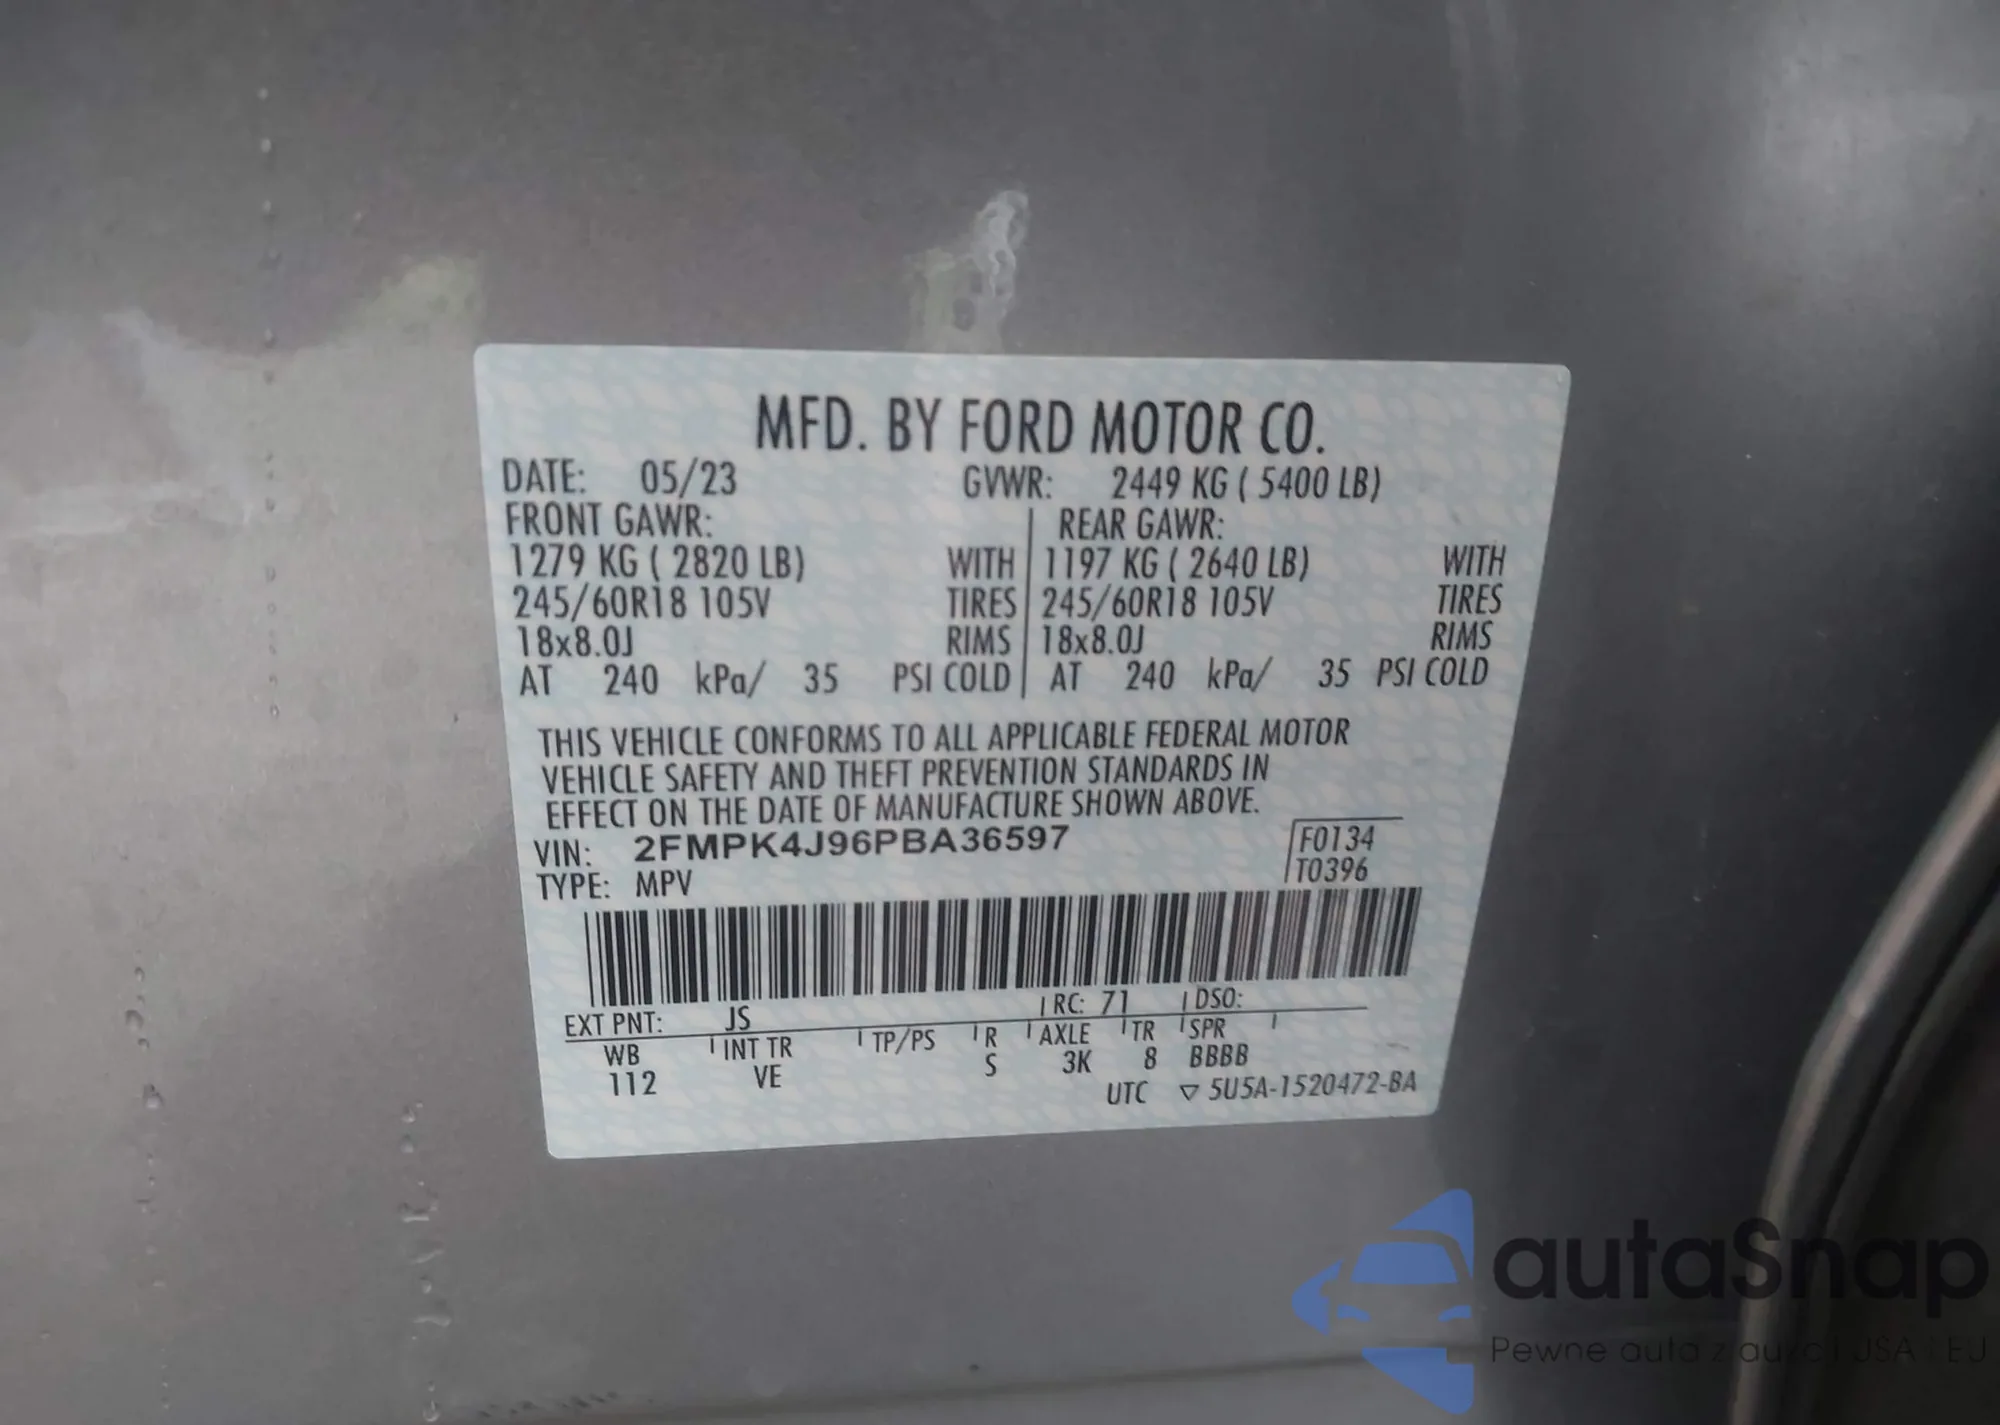 MFD. BY FORD MOTOR CO.
DATE: 05/23 GVWR: 2449 KG ( 5400 LB)
FRONT GAWR: REAR GAWR:
1279 KG ( 2820 LB) WITH 1197 KG ( 2640 LB) WITH
245/60R18 105V TIRES 245/60R18 105V TIRES
18x8.0J RIMS 18x8.0J RIMS
AT 240 kPa/ 35 PSI COLD AT 240 kPa/ 35 PSI COLD
THIS VEHICLE CONFORMS TO ALL APPLICABLE FEDERAL MOTOR
VEHICLE SAFETY AND THEFT PREVENTION STANDARDS IN
EFFECT ON THE DATE OF MANUFACTURE SHOWN ABOVE.
VIN: 2FMPK4J96PBA36597 F0134
TYPE: MPV T0396
EXT PNT: JS RC: 71 DSO:
WB INT TR TP/PS R AXLE TR SPR
112 VE S 3K 8 BBBB
UTC ▽ 5U5A-1520472-BA
autaSnap
Pewne auta z aukcji USA i EU